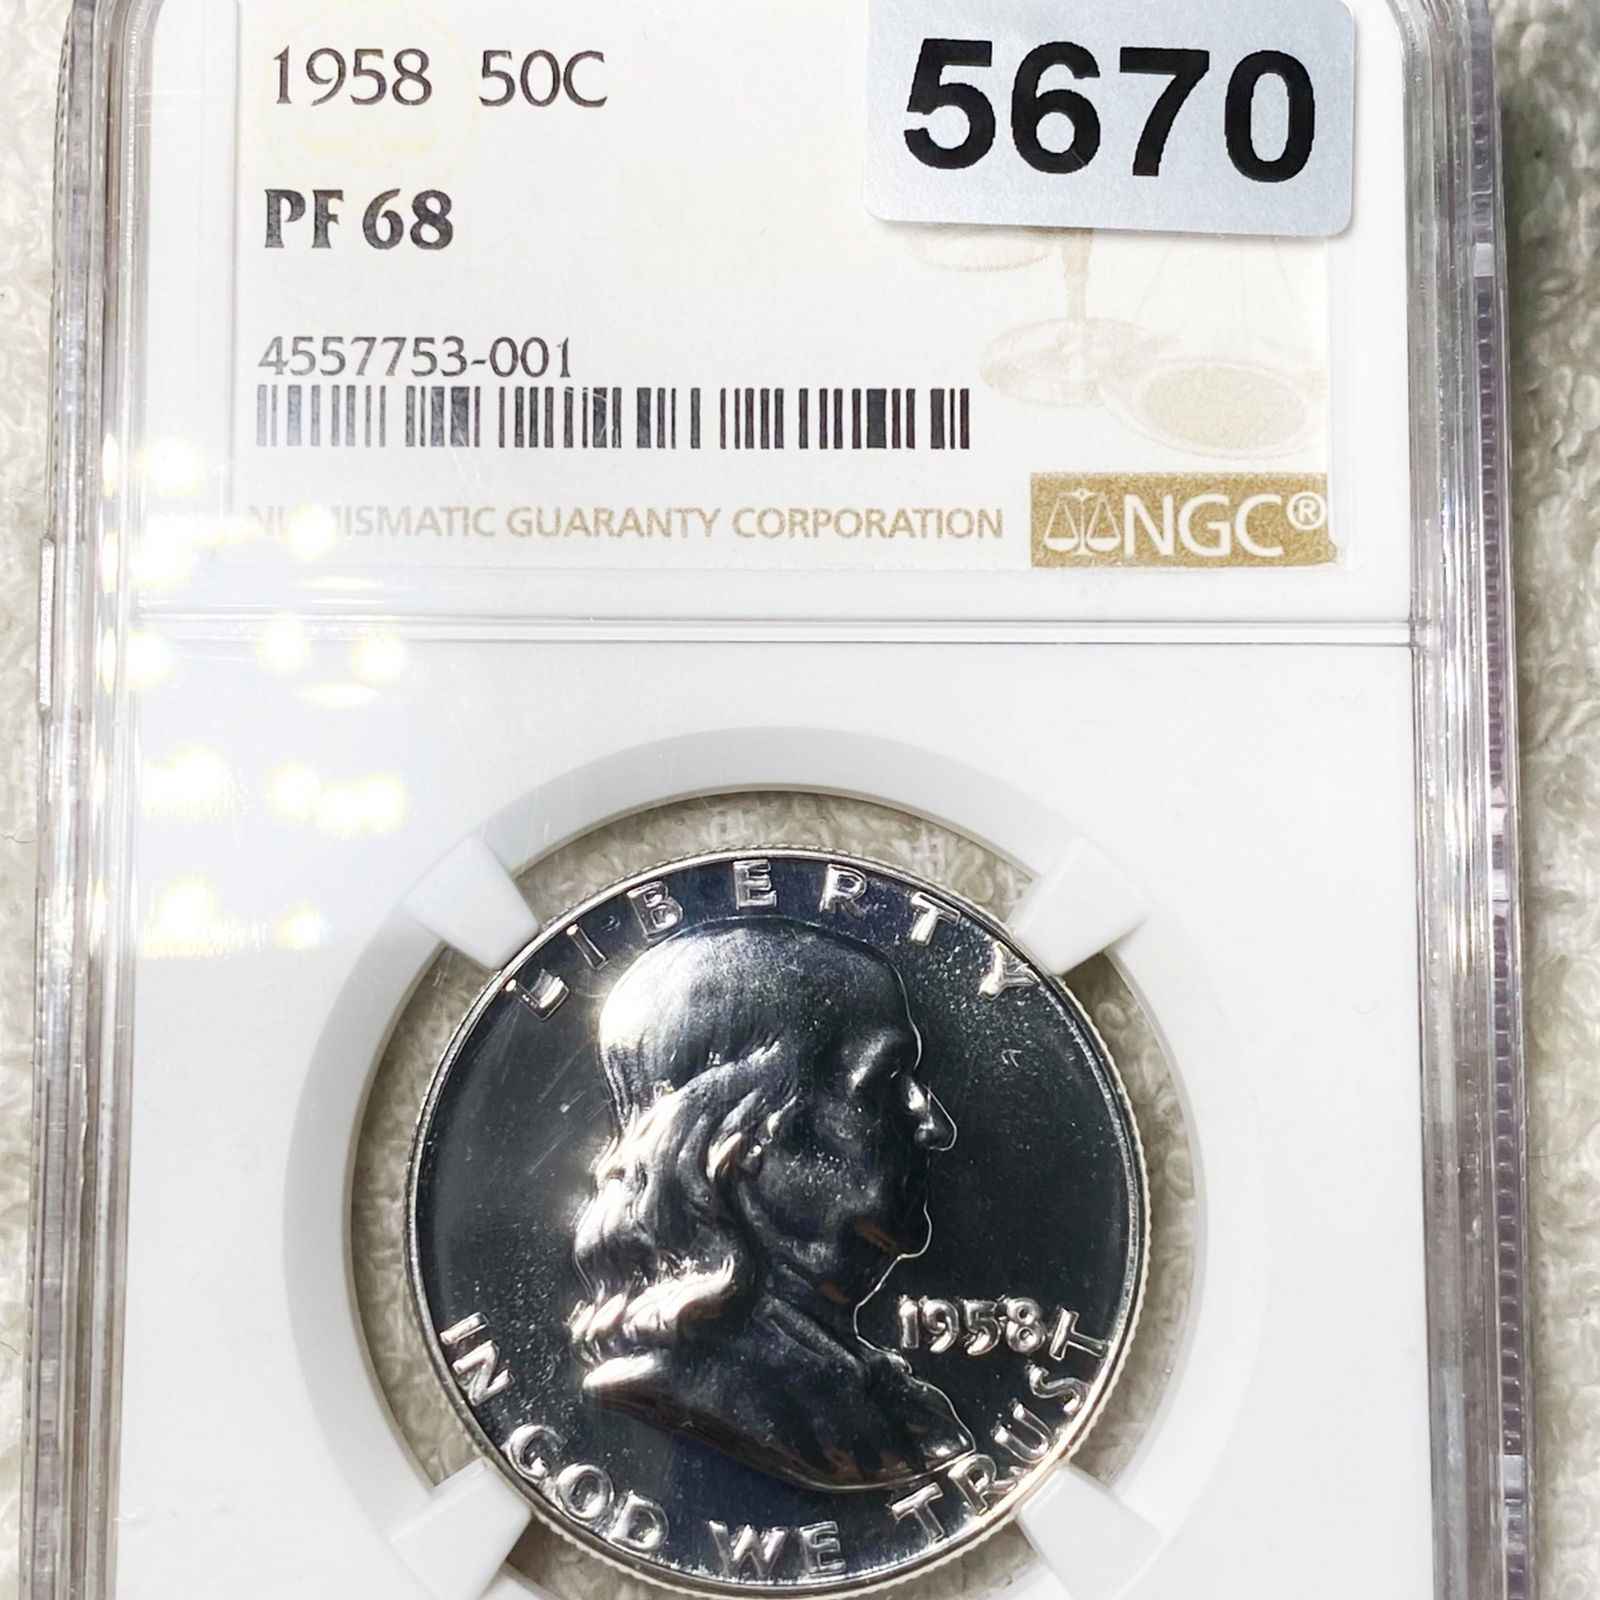 1958 50C
5670
PF 68
4557753-001
NUMISMATIC GUARANTY CORPORATION
NGC®
LIBERTY
1958
IN GOD WE TRUST